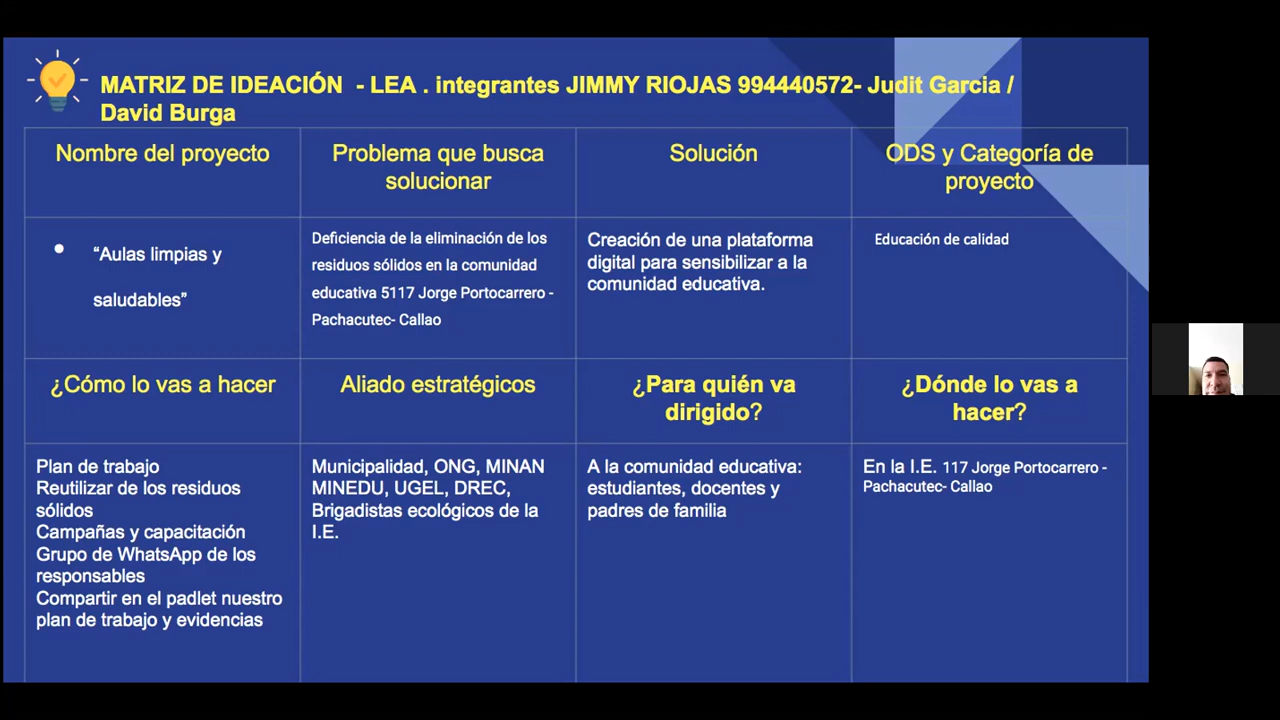 MATRIZ DE IDEACIÓN - LEA . integrantes JIMMY RIOJAS 994440572- Judit Garcia /
David Burga
Nombre del proyecto
Problema que busca
solucionar
Solución
ODS y Categoría de
proyecto
“Aulas limpias y
saludables”
Deficiencia de la eliminación de los
residuos sólidos en la comunidad
educativa 5117 Jorge Portocarrero -
Pachacutec- Callao
Creación de una plataforma
digital para sensibilizar a la
comunidad educativa.
Educación de calidad
¿Cómo lo vas a hacer
Aliado estratégicos
¿Para quién va
dirigido?
¿Dónde lo vas a
hacer?
Plan de trabajo
Reutilizar de los residuos
sólidos
Campañas y capacitación
Grupo de WhatsApp de los
responsables
Compartir en el padlet nuestro
plan de trabajo y evidencias
Municipalidad, ONG, MINAN
MINEDU, UGEL, DREC,
Brigadistas ecológicos de la
I.E.
A la comunidad educativa:
estudiantes, docentes y
padres de familia
En la I.E. 117 Jorge Portocarrero -
Pachacutec- Callao